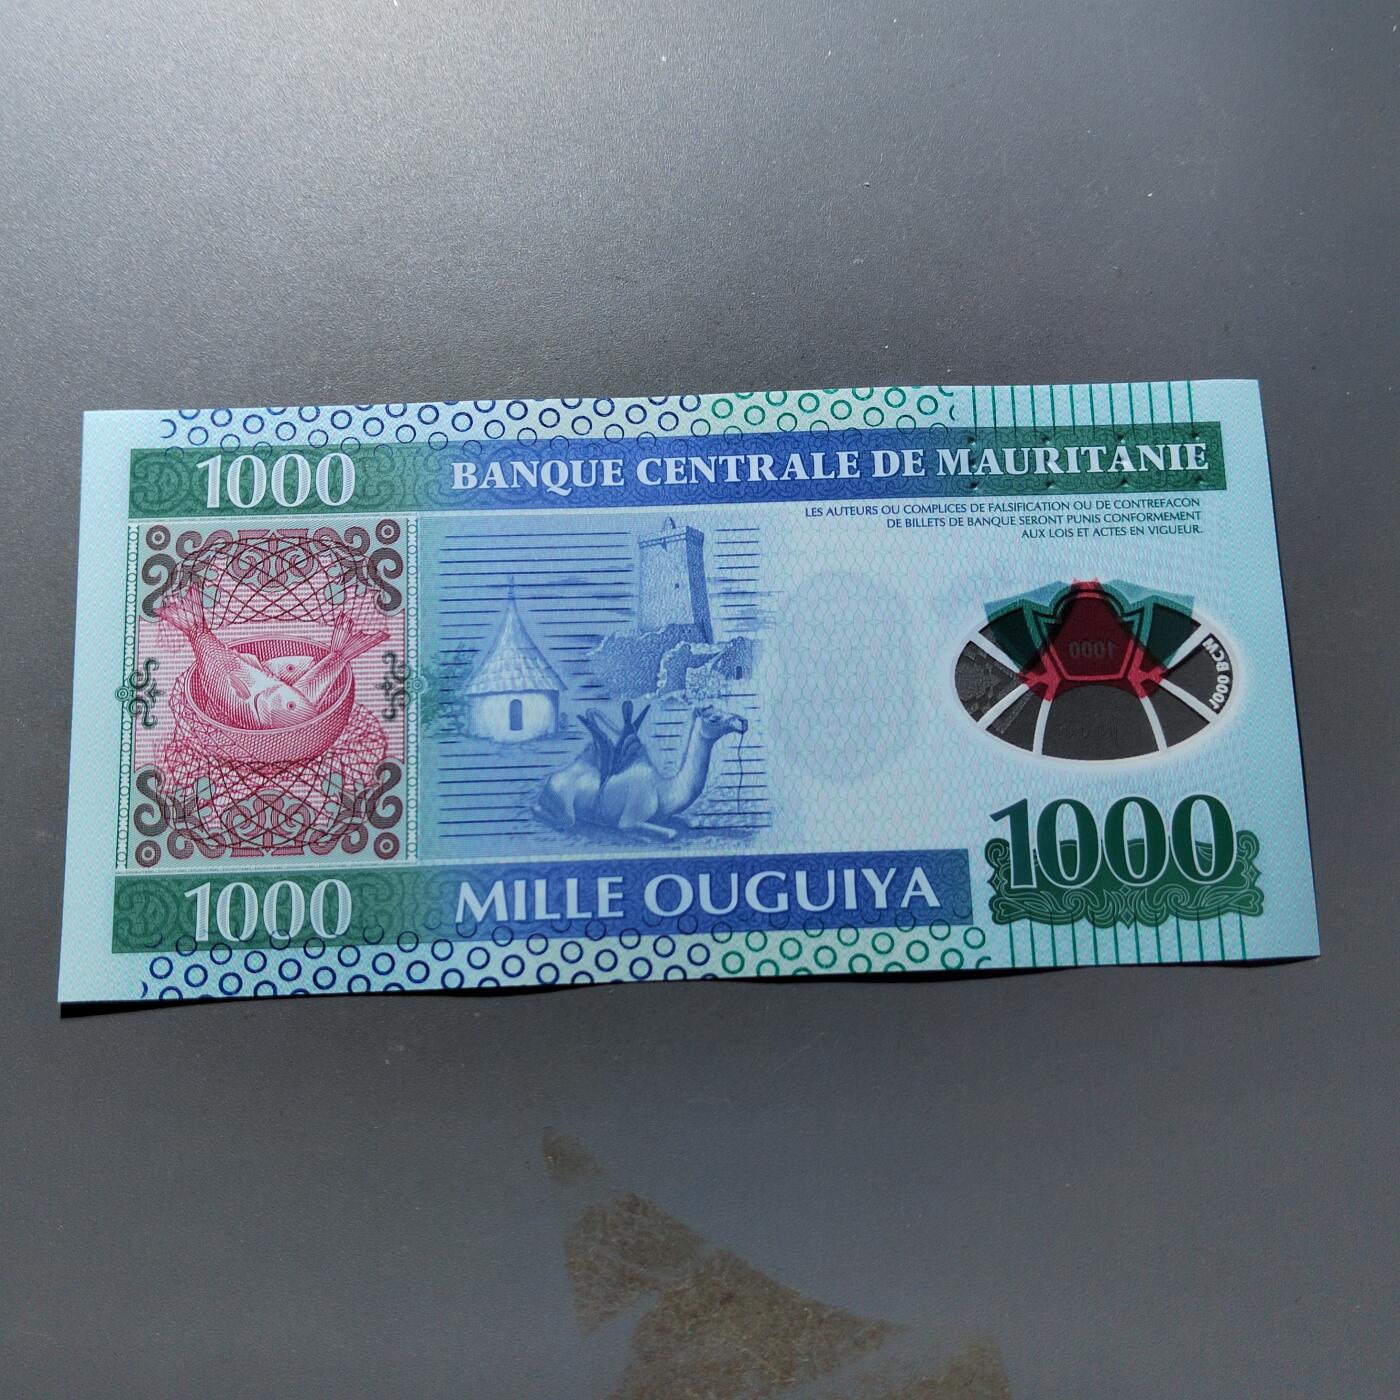 1000
BANQUE CENTRALE DE MAURITANIE
LES AUTEURS OU COMPLICES DE FALSIFICATION OU DE CONTREFACON
DE BILLETS DE BANQUE SERONT PUNIS CONFORMEMENT
AUX LOIS ET ACTES EN VIGUEUR.
1000
BCM 1000
1000
1000
MILLE OUGUIYA